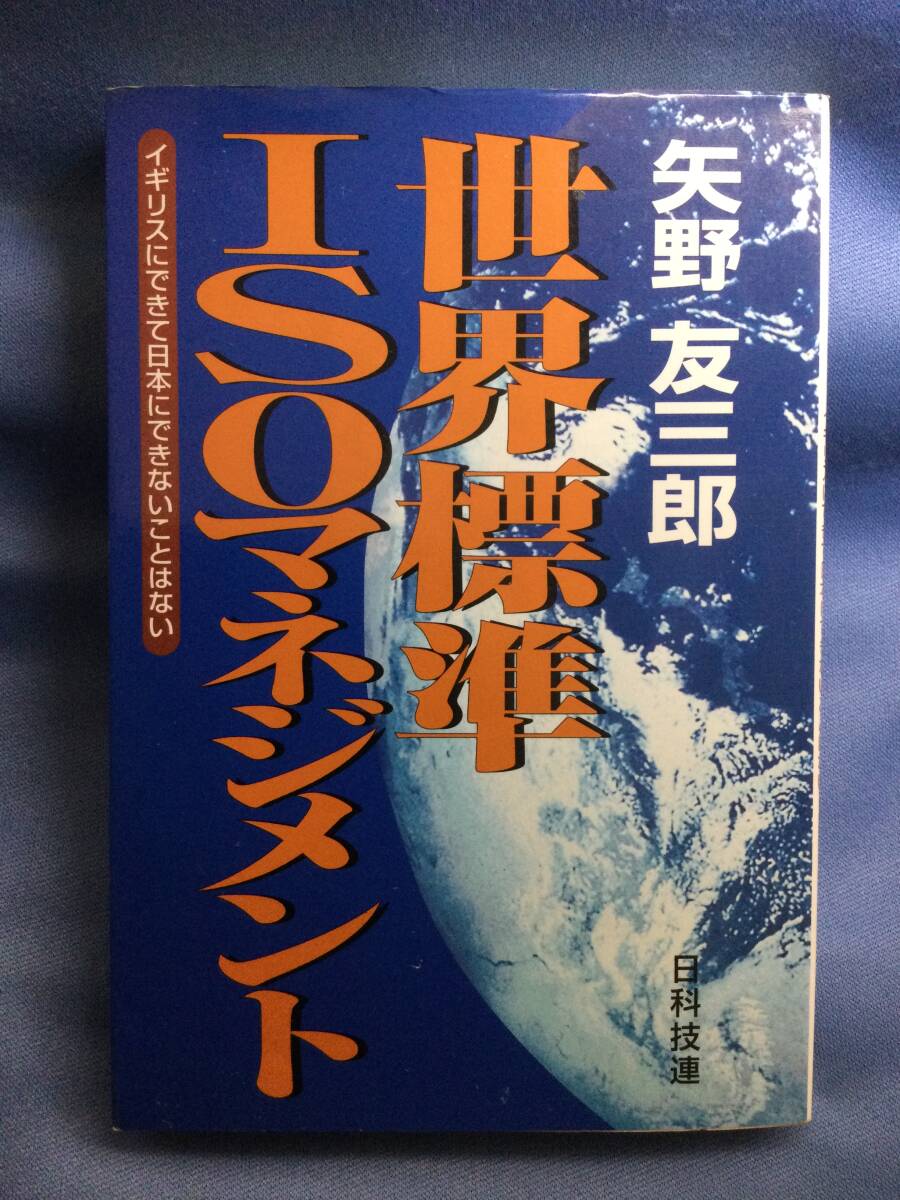 矢野 友三郎
世界標準
ISOマネジメント
イギリスにできて日本にできないことはない
日科技連